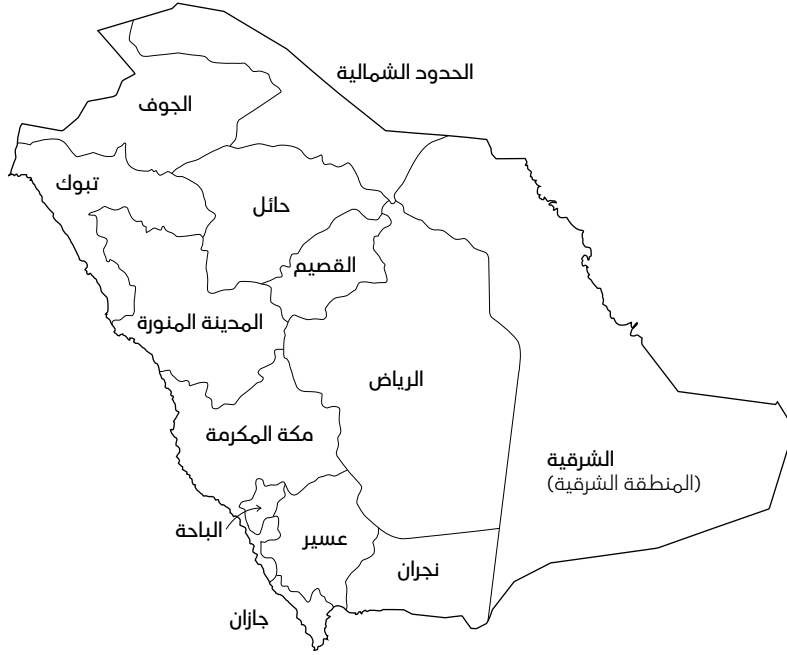 الحدود الشمالية
الجوف
تبوك
حائل
القصيم
المدينة المنورة
الرياض
مكة المكرمة
الشرقية
(المنطقة الشرقية)
الباحة
عسير
نجران
جازان